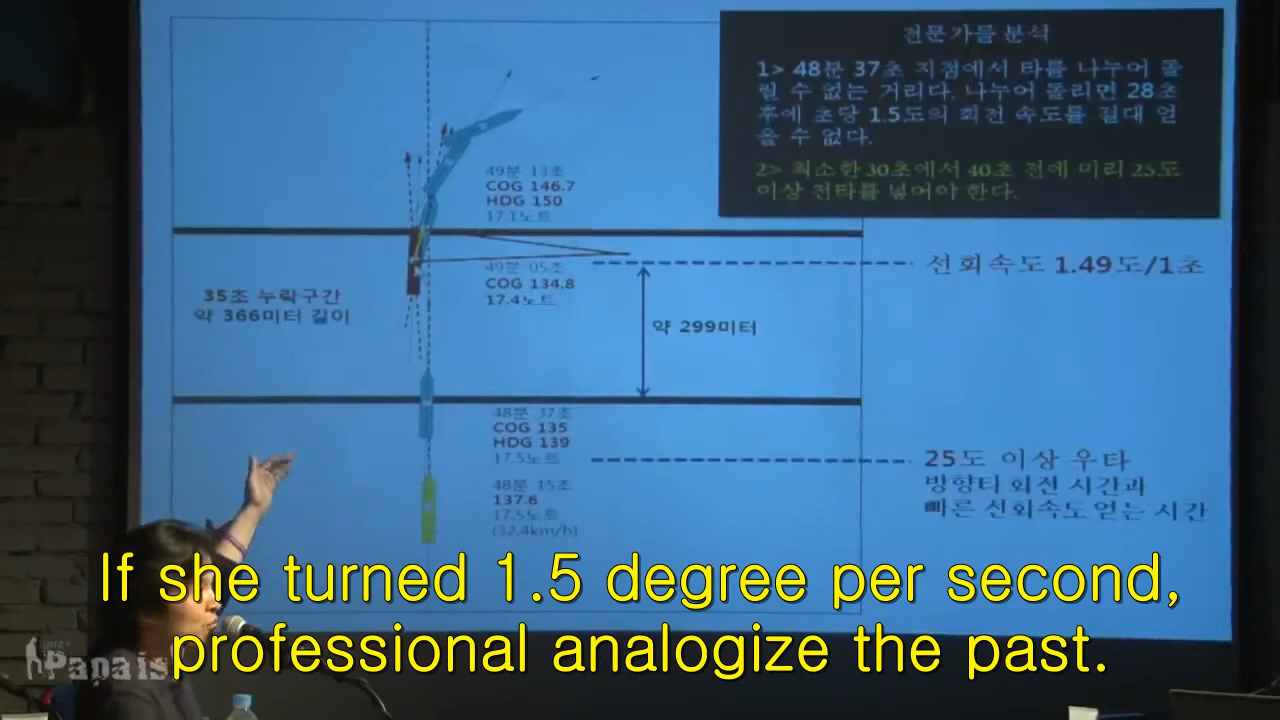 전문가들 분석
1> 48분 37초 지점에서 타를 나누어 돌
릴 수 없는 거리다. 나누어 돌리면 28초
후에 초당 1.5도의 회전 속도를 절대 얻
을 수 없다.
2> 최소한 30초에서 40초 전에 미리 25도
이상 전타를 넣어야 한다.
49분 13초
COG 146.7
HDG 150
17.1노트
49분 05초
COG 134.8
17.4노트
선회속도 1.49도/1초
35초 누락구간
약 366미터 길이
약 299미터
48분 37초
COG 135
HDG 139
17.5노트
48분 15초
137.6
17.5노트
(32.4km/h)
25도 이상 우타
방향타 회전 시간과
빠른 선회속도 얻는 시간
If she turned 1.5 degree per second,
professional analogize the past.
Papa is